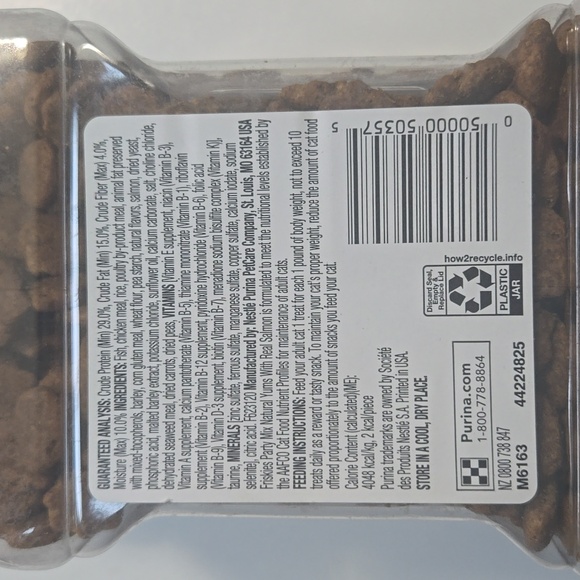 GUARANTEED ANALYSIS: Crude Protein (Min) 29.0%, Crude Fat (Min) 15.0%, Crude Fiber (Max) 4.0%,
Moisture (Max) 10.0% INGREDIENTS: Fish, chicken meal, rice, poultry by-product meal, animal fat preserved
with mixed-tocopherols, barley, corn gluten meal, wheat flour, pea starch, natural flavors, salmon, dried yeast,
phosphoric acid, malted barley extract, potassium chloride, sunflower oil, calcium carbonate, salt, choline chloride,
dehydrated seaweed meal, dried carrots, dried peas, VITAMINS (Vitamin E supplement, niacin (Vitamin B-3),
Vitamin A supplement, calcium pantothenate (Vitamin B-5), thiamine mononitrate (Vitamin B-1), riboflavin
supplement (Vitamin B-2), Vitamin B-12 supplement, pyridoxine hydrochloride (Vitamin B-6), folic acid
(Vitamin B-9), Vitamin D-3 supplement, biotin (Vitamin B-7), menadione sodium bisulfite complex (Vitamin K)),
taurine, MINERALS (zinc sulfate, ferrous sulfate, manganese sulfate, copper sulfate, calcium iodate, sodium
selenite), citric acid. Manufactured by: Nestlé Purina PetCare Company, St. Louis, MO 63164 USA
Friskies Party Mix Natural Yums With Real Salmon is formulated to meet the nutritional levels established by
the AAFCO Cat Food Nutrient Profiles for maintenance of adult cats.
FEEDING INSTRUCTIONS: Feed your adult cat 1 treat for each 1 pound of body weight, not to exceed 10
treats daily as a reward or tasty snack. To maintain your cat's proper weight, reduce the amount of cat food
offered proportionately to the amount of snacks you feed your cat.
Calorie Content (calculated)(ME):
4048 kcal/kg, 2 kcal/piece
Purina trademarks are owned by Société
des Produits Nestlé S.A. Printed in USA.
STORE IN A COOL, DRY PLACE.
Purina.com
1-800-778-8864
NZ 0800 738 847
M6163 44224825
how2recycle.info
Discard Seal,
Empty &
Replace Lid
PLASTIC
JAR
0 50000 50357 5